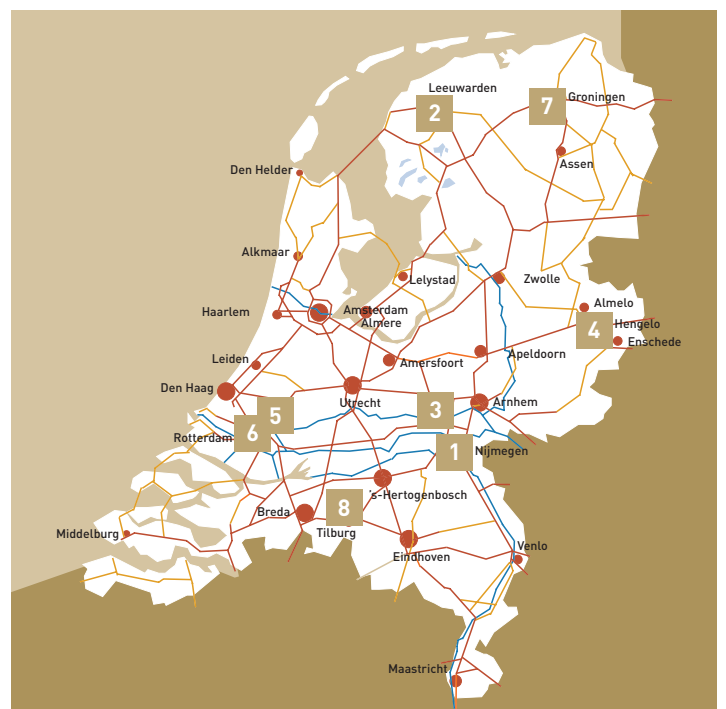 Leeuwarden
2
7
Groningen
Assen
Den Helder
Alkmaar
Lelystad
Zwolle
Haarlem
Amsterdam
Almere
Almelo
4
Hengelo
Enschede
Leiden
Amersfoort
Apeldoorn
Den Haag
Utrecht
3
Arnhem
5
6
Rotterdam
1
Nijmegen
's-Hertogenbosch
Breda
8
Tilburg
Middelburg
Eindhoven
Venlo
Maastricht